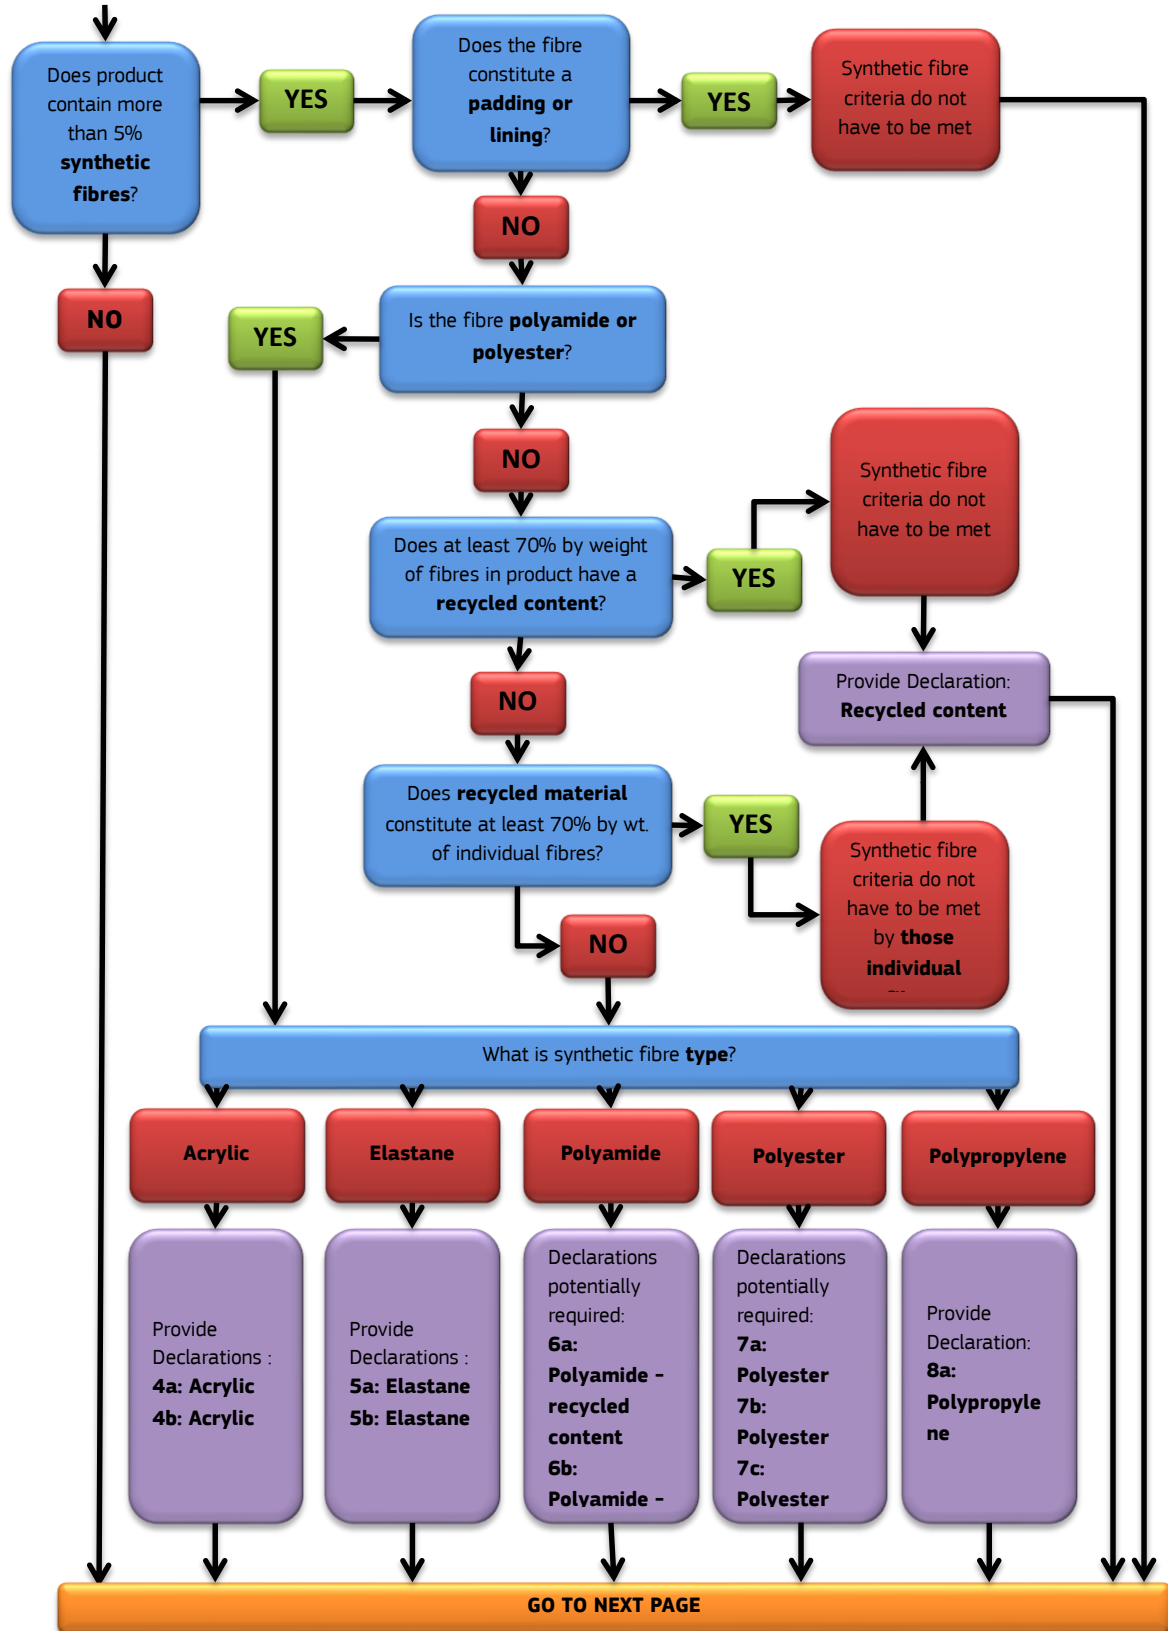 Does product
contain more
than 5%
synthetic
fibres?
YES
Does the fibre
constitute a
padding or
lining?
YES
Synthetic fibre
criteria do not
have to be met
NO
NO
Is the fibre polyamide or
polyester?
YES
NO
Does at least 70% by weight
of fibres in product have a
recycled content?
YES
Synthetic fibre
criteria do not
have to be met
Provide Declaration:
Recycled content
NO
Does recycled material
constitute at least 70% by wt.
of individual fibres?
YES
Synthetic fibre
criteria do not
have to be met
by those
individual
NO
What is synthetic fibre type?
Acrylic
Elastane
Polyamide
Polyester
Polypropylene
Provide
Declarations :
4a: Acrylic
4b: Acrylic
Provide
Declarations :
5a: Elastane
5b: Elastane
Declarations
potentially
required:
6a:
Polyamide –
recycled
content
6b:
Polyamide –
Declarations
potentially
required:
7a:
Polyester
7b:
Polyester
7c:
Polyester
Provide
Declaration:
8a:
Polypropyle
ne
GO TO NEXT PAGE